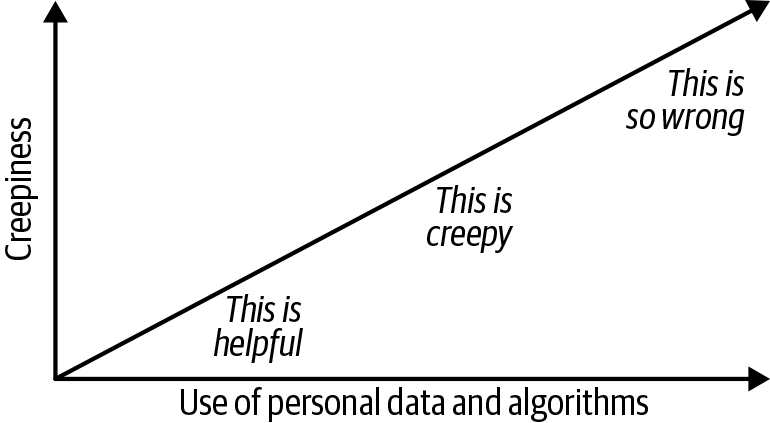 Creepiness
This is
so wrong
This is
creepy
This is
helpful
Use of personal data and algorithms